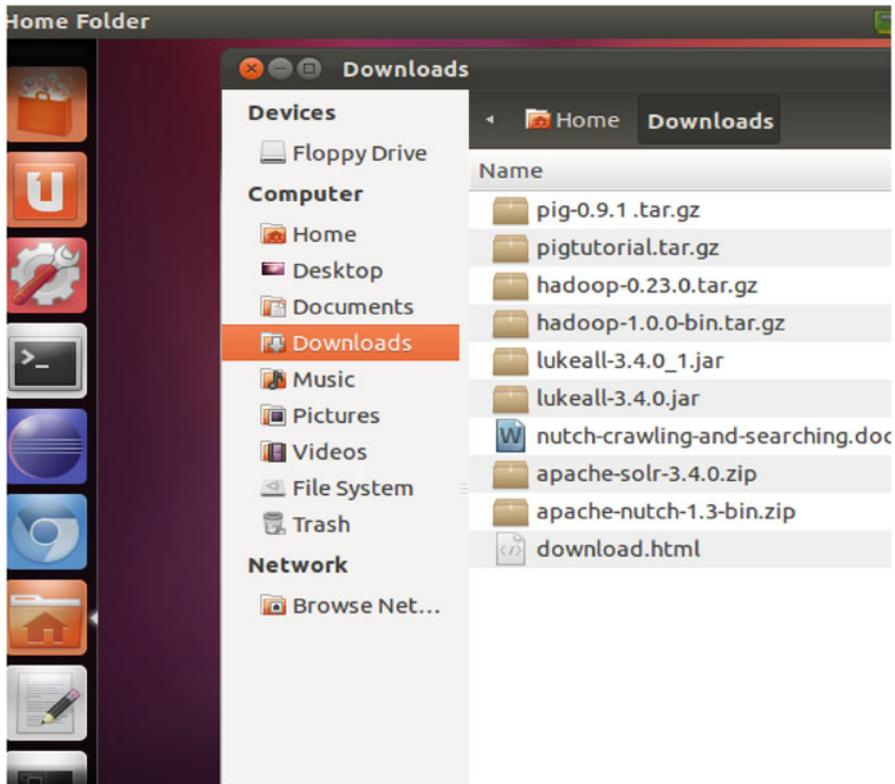 Home Folder
Downloads
Devices
Floppy Drive
Computer
Home
Desktop
Documents
Downloads
Music
Pictures
Videos
File System
Trash
Network
Browse Net...
Home Downloads
Name
pig-0.9.1 .tar.gz
pigtutorial.tar.gz
hadoop-0.23.0.tar.gz
hadoop-1.0.0-bin.tar.gz
lukeall-3.4.0_1.jar
lukeall-3.4.0.jar
nutch-crawling-and-searching.doc
apache-solr-3.4.0.zip
apache-nutch-1.3-bin.zip
download.html